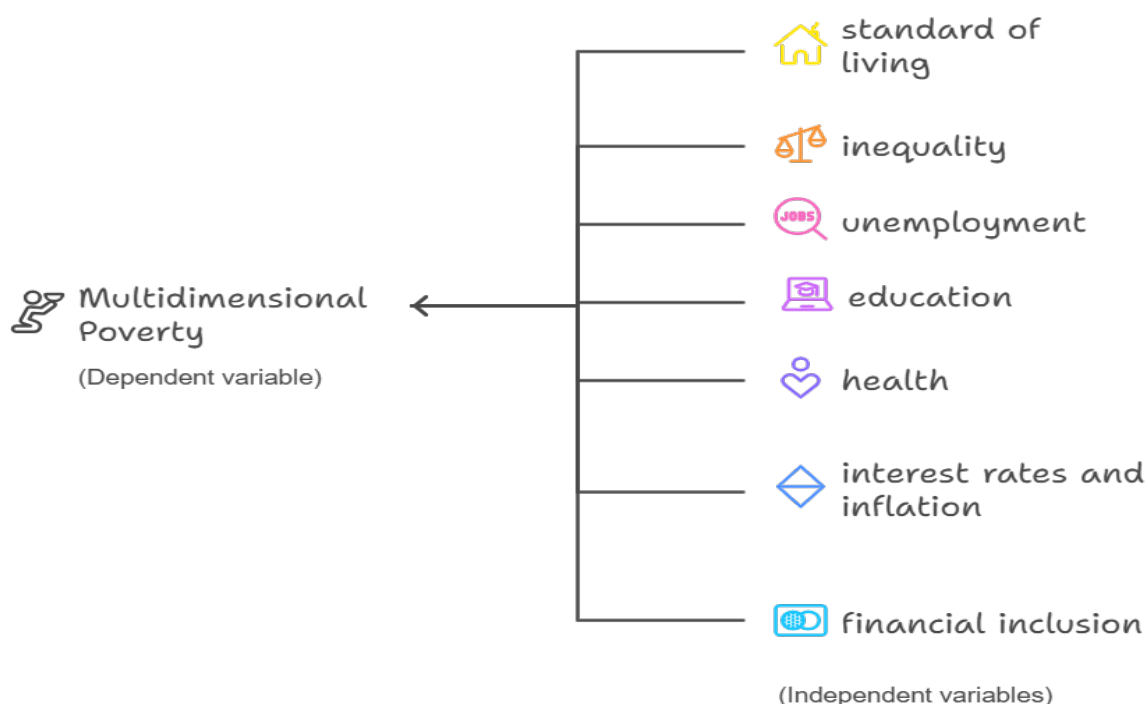 standard of
living
inequality
JOBS
unemployment
Multidimensional
Poverty
(Dependent variable)
education
health
interest rates and
inflation
financial inclusion
(Independent variables)